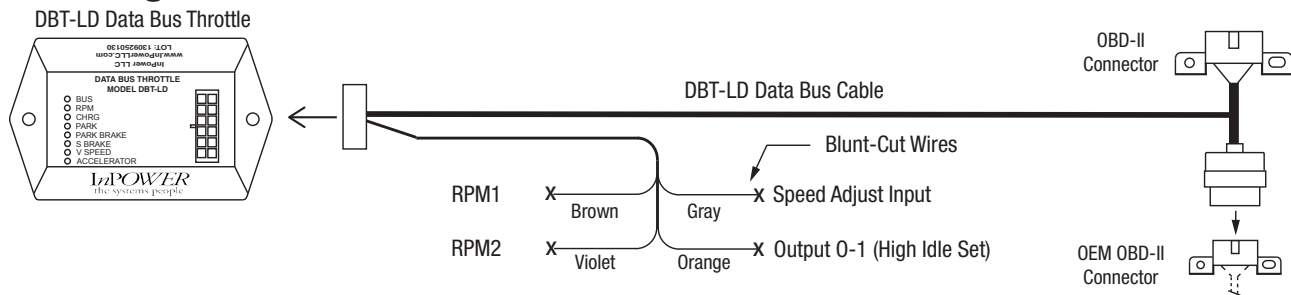 DBT-LD Data Bus Throttle
InPower LLC
www.InPowerLLC.com
LOT: 1309250130
DATA BUS THROTTLE
MODEL DBT-LD
BUS
RPM
CHRG
PARK
PARK BRAKE
S BRAKE
V SPEED
ACCELERATOR
InPOWER
the systems people
DBT-LD Data Bus Cable
OBD-II
Connector
Blunt-Cut Wires
RPM1 X Brown Gray X Speed Adjust Input
RPM2 X Violet Orange X Output O-1 (High Idle Set)
OEM OBD-II
Connector